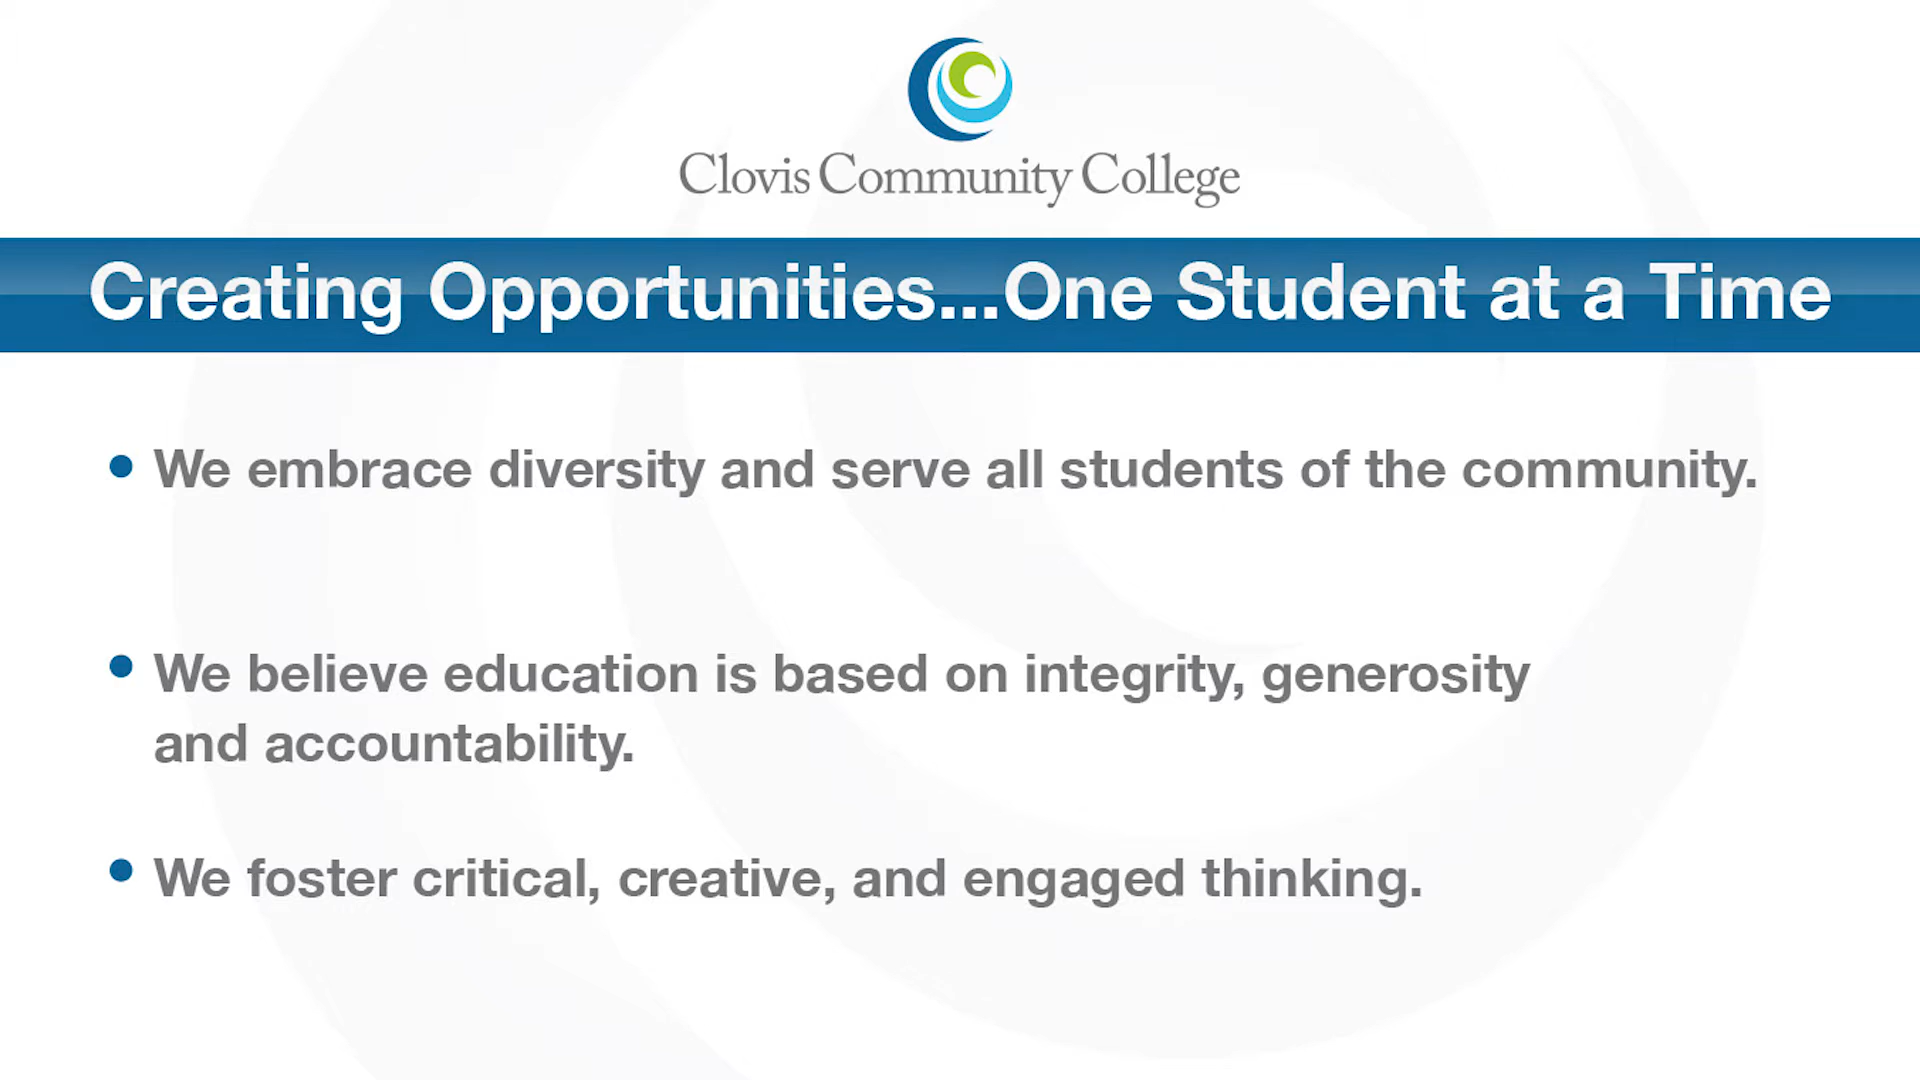 Clovis Community College
Creating Opportunities...One Student at a Time
• We embrace diversity and serve all students of the community.
• We believe education is based on integrity, generosity
and accountability.
• We foster critical, creative, and engaged thinking.